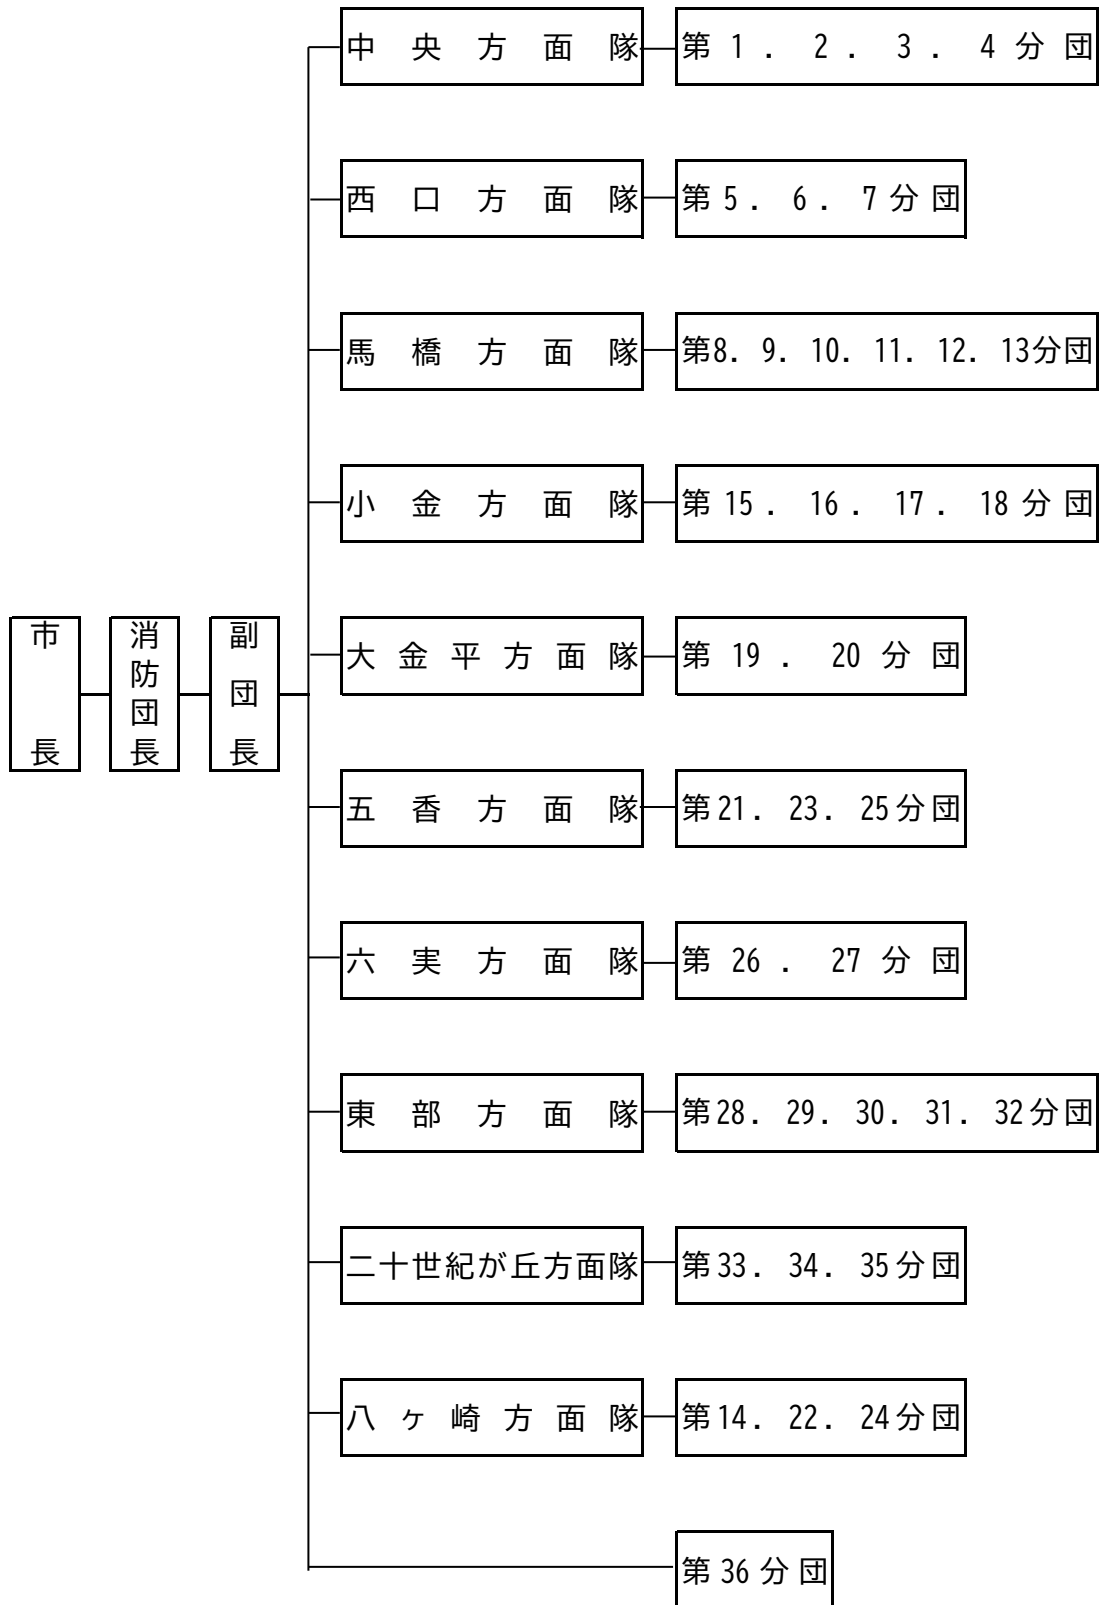 中央方面隊 第1．2．3．4分団
西口方面隊 第5．6．7分団
馬橋方面隊 第8．9．10．11．12．13分団
小金方面隊 第15．16．17．18分団
市長 消防団長 副団長
大金平方面隊 第19．20分団
五香方面隊 第21．23．25分団
六実方面隊 第26．27分団
東部方面隊 第28．29．30．31．32分団
二十世紀が丘方面隊 第33．34．35分団
八ヶ崎方面隊 第14．22．24分団
第36分団